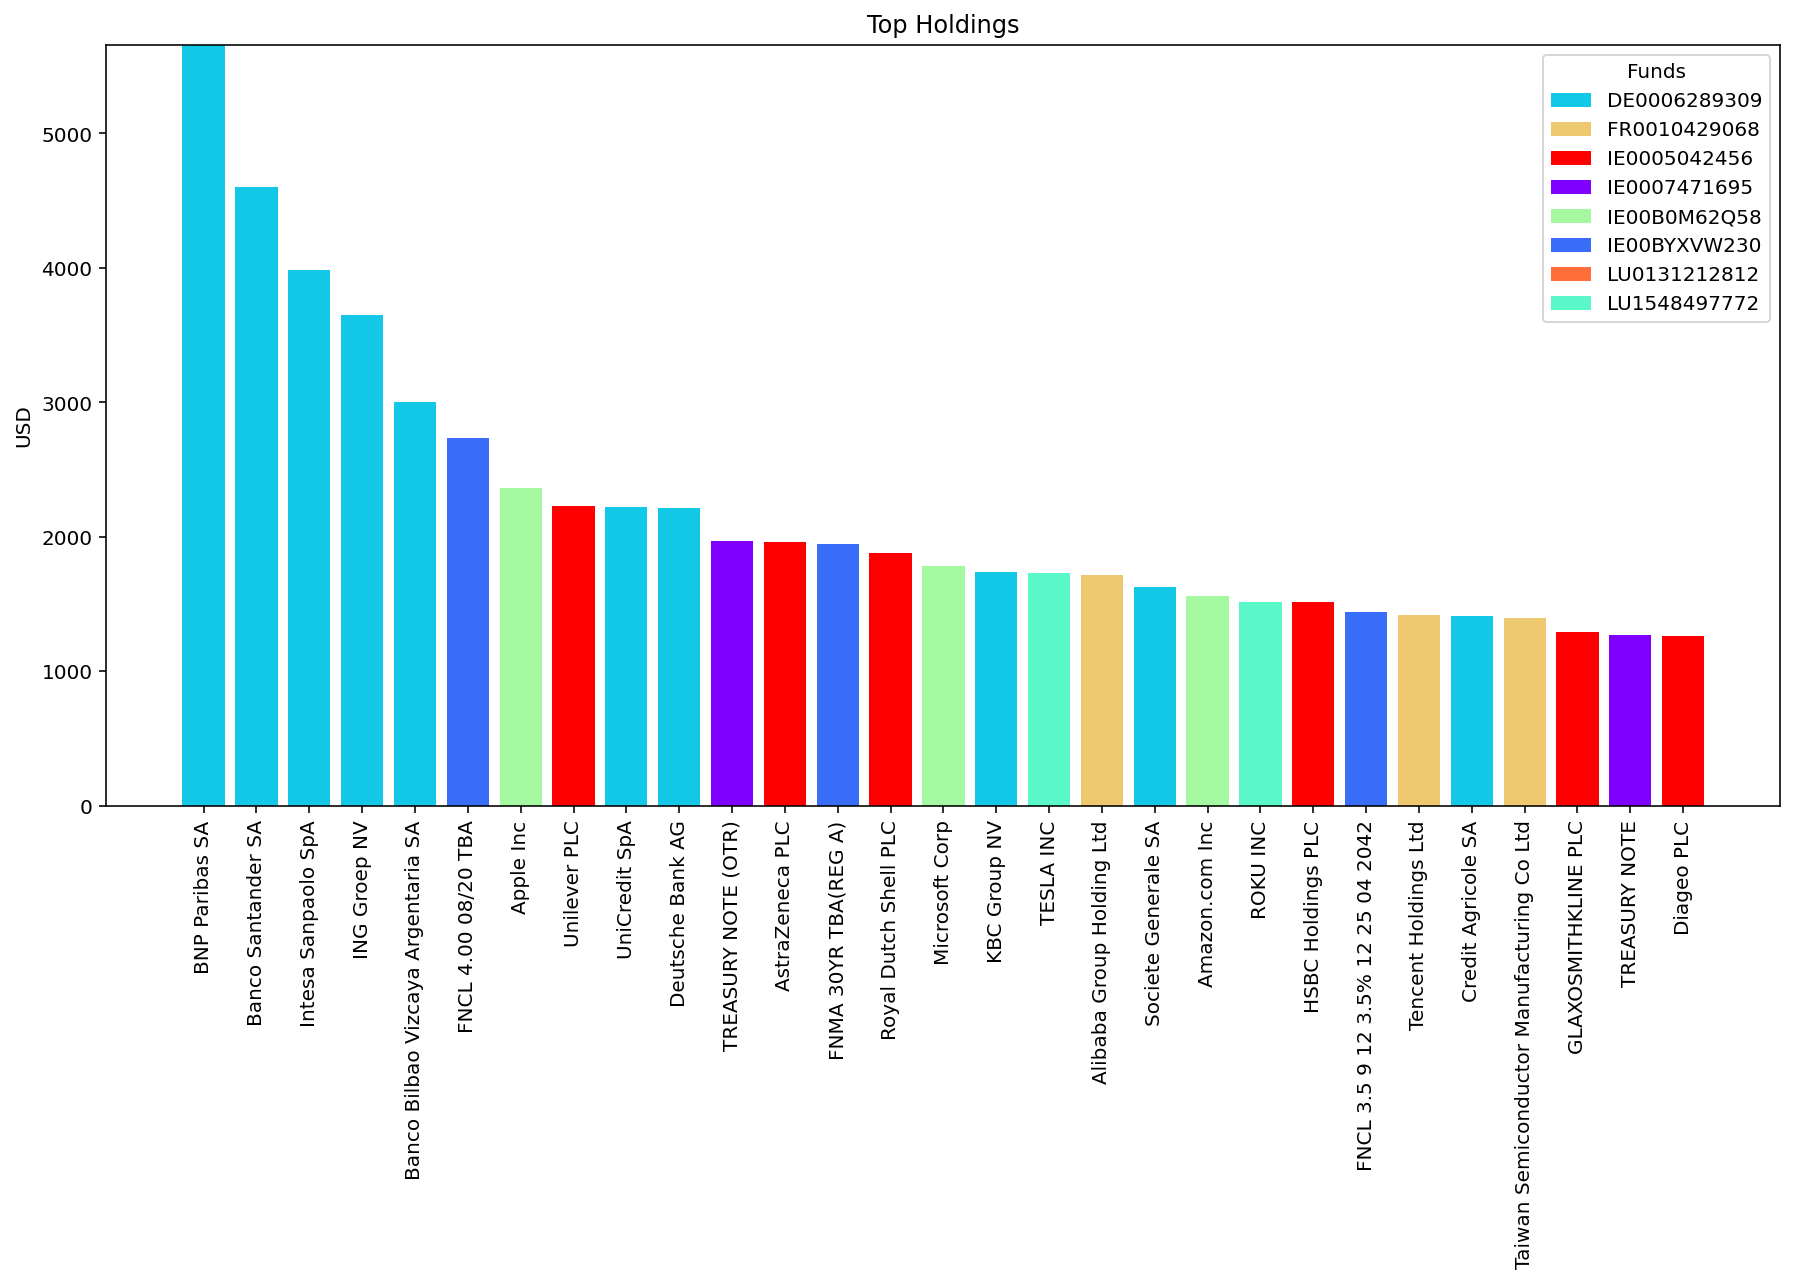 Top Holdings
Funds
DE0006289309
FR0010429068
IE0005042456
IE0007471695
IE00B0M62Q58
IE00BYXVW230
LU0131212812
LU1548497772
USD
5000
4000
3000
2000
1000
0
BNP Paribas SA
Banco Santander SA
Intesa Sanpaolo SpA
ING Groep NV
Banco Bilbao Vizcaya Argentaria SA
FNCL 4.00 08/20 TBA
Apple Inc
Unilever PLC
UniCredit SpA
Deutsche Bank AG
TREASURY NOTE (OTR)
AstraZeneca PLC
FNMA 30YR TBA(REG A)
Royal Dutch Shell PLC
Microsoft Corp
KBC Group NV
TESLA INC
Alibaba Group Holding Ltd
Societe Generale SA
Amazon.com Inc
ROKU INC
HSBC Holdings PLC
FNCL 3.5 9 12 3.5% 12 25 04 2042
Tencent Holdings Ltd
Credit Agricole SA
Taiwan Semiconductor Manufacturing Co Ltd
GLAXOSMITHKLINE PLC
TREASURY NOTE
Diageo PLC